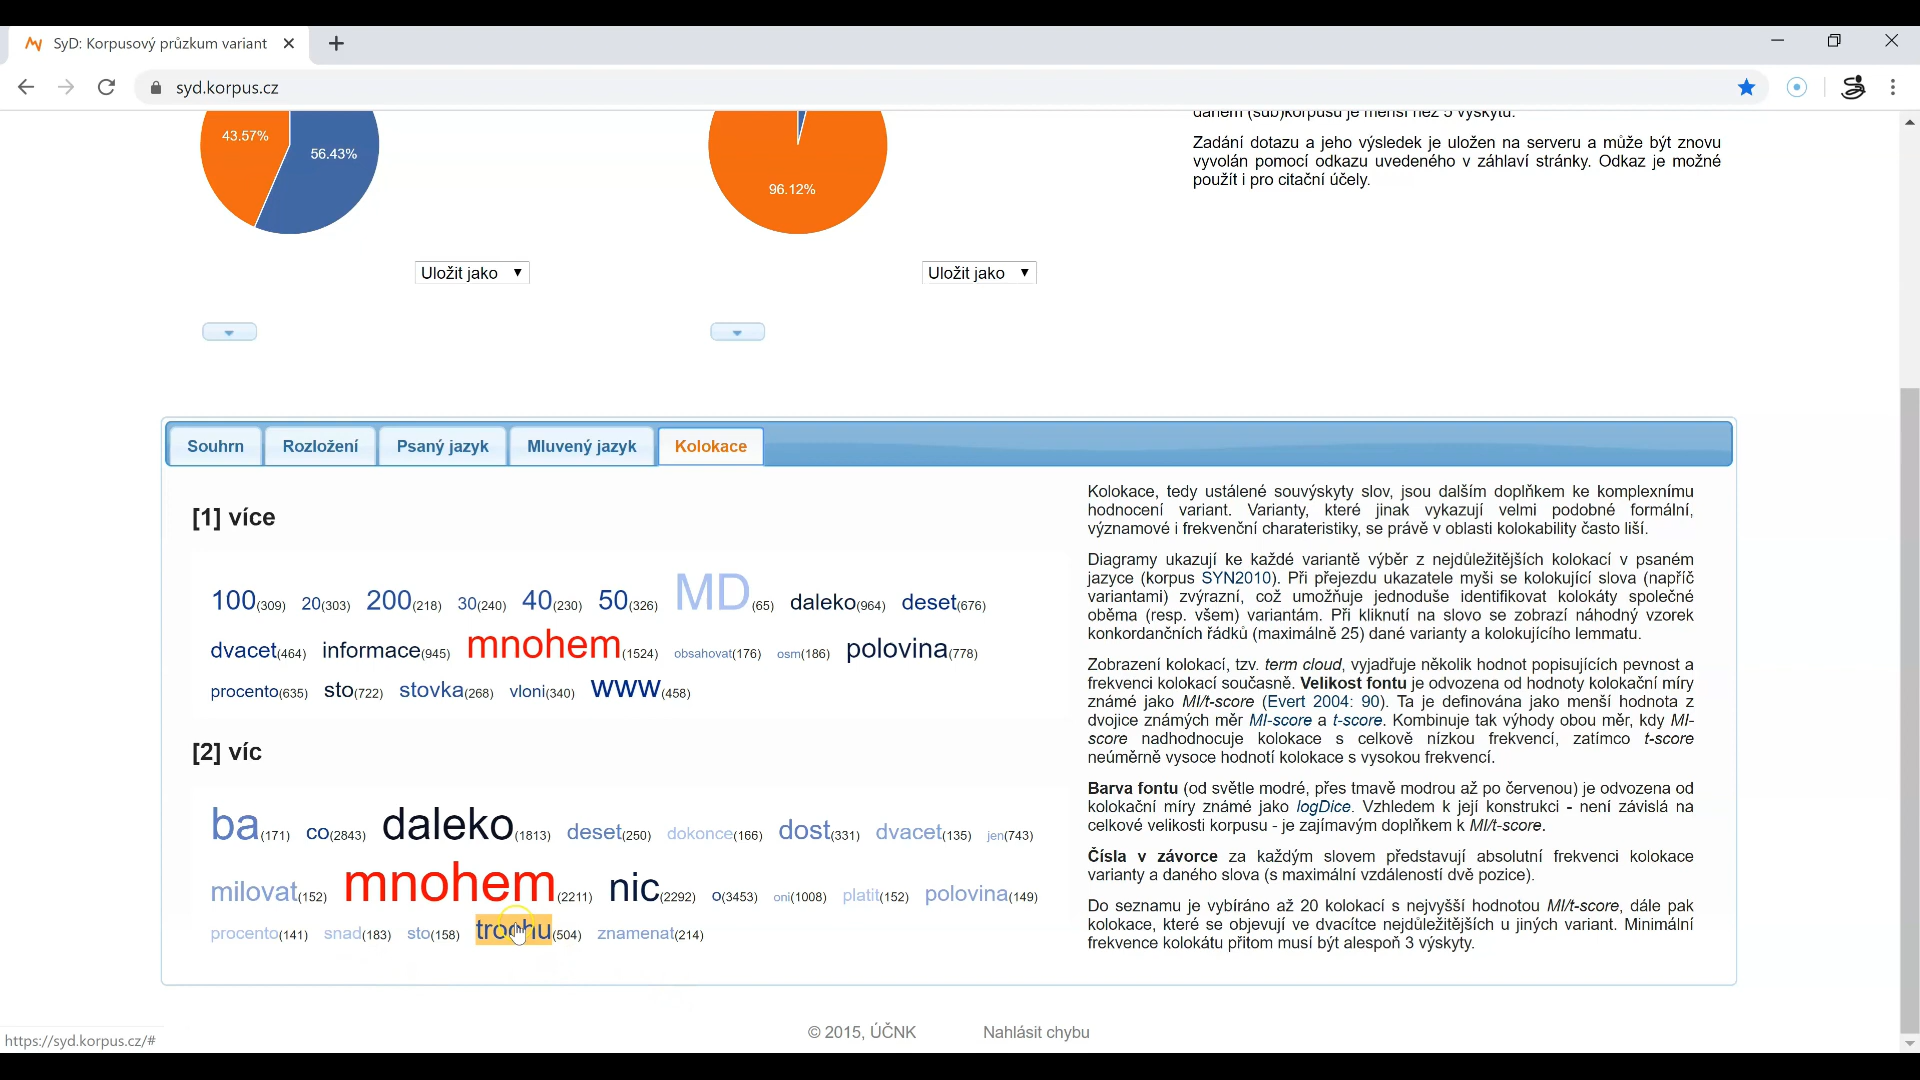 SyD: Korpusový průzkum variant
syd.korpus.cz
43.57%
56.43%
96.12%
daném (sub)korpusu je menší než 5 výskytů.
Zadání dotazu a jeho výsledek je uložen na serveru a může být znovu
vyvolán pomocí odkazu uvedeného v záhlaví stránky. Odkaz je možné
použít i pro citační účely.
Uložit jako ▼
Uložit jako ▼
Souhrn Rozložení Psaný jazyk Mluvený jazyk Kolokace
[1] více
100(309) 20(303) 200(218) 30(240) 40(230) 50(326) MD(65) daleko(964) deset(676)
dvacet(464) informace(945) mnohem(1524) obsahovat(176) osm(186) polovina(778)
procento(635) sto(722) stovka(268) vloni(340) WWW(458)
[2] víc
ba(171) co(2843) daleko(1813) deset(250) dokonce(166) dost(331) dvacet(135) jen(743)
milovat(152) mnohem(2211) nic(2292) o(3453) oni(1008) platit(152) polovina(149)
procento(141) snad(183) sto(158) trochu(504) znamenat(214)
Kolokace, tedy ustálené souvýskyty slov, jsou dalším doplňkem ke komplexnímu
hodnocení variant. Varianty, které jinak vykazují velmi podobné formální,
významové i frekvenční charateristiky, se právě v oblasti kolokability často liší.
Diagramy ukazují ke každé variantě výběr z nejdůležitějších kolokací v psaném
jazyce (korpus SYN2010). Při přejezdu ukazatele myši se kolokující slova (napříč
variantami) zvýrazní, což umožňuje jednoduše identifikovat kolokáty společné
oběma (resp. všem) variantám. Při kliknutí na slovo se zobrazí náhodný vzorek
konkordančních řádků (maximálně 25) dané varianty a kolokujícího lemmatu.
Zobrazení kolokací, tzv. term cloud, vyjadřuje několik hodnot popisujících pevnost a
frekvenci kolokací současně. Velikost fontu je odvozena od hodnoty kolokační míry
známé jako MI/t-score (Evert 2004: 90). Ta je definována jako menší hodnota z
dvojice známých měr MI-score a t-score. Kombinuje tak výhody obou měr, kdy MI-
score nadhodnocuje kolokace s celkově nízkou frekvencí, zatímco t-score
neúměrně vysoce hodnotí kolokace s vysokou frekvencí.
Barva fontu (od světle modré, přes tmavě modrou až po červenou) je odvozena od
kolokační míry známé jako logDice. Vzhledem k její konstrukci - není závislá na
celkové velikosti korpusu - je zajímavým doplňkem k MI/t-score.
Čísla v závorce za každým slovem představují absolutní frekvenci kolokace
varianty a daného slova (s maximální vzdáleností dvě pozice).
Do seznamu je vybíráno až 20 kolokací s nejvyšší hodnotou MI/t-score, dále pak
kolokace, které se objevují ve dvacítce nejdůležitějších u jiných variant. Minimální
frekvence kolokátu přitom musí být alespoň 3 výskyty.
© 2015, ÚČNK Nahlásit chybu
https://syd.korpus.cz/#